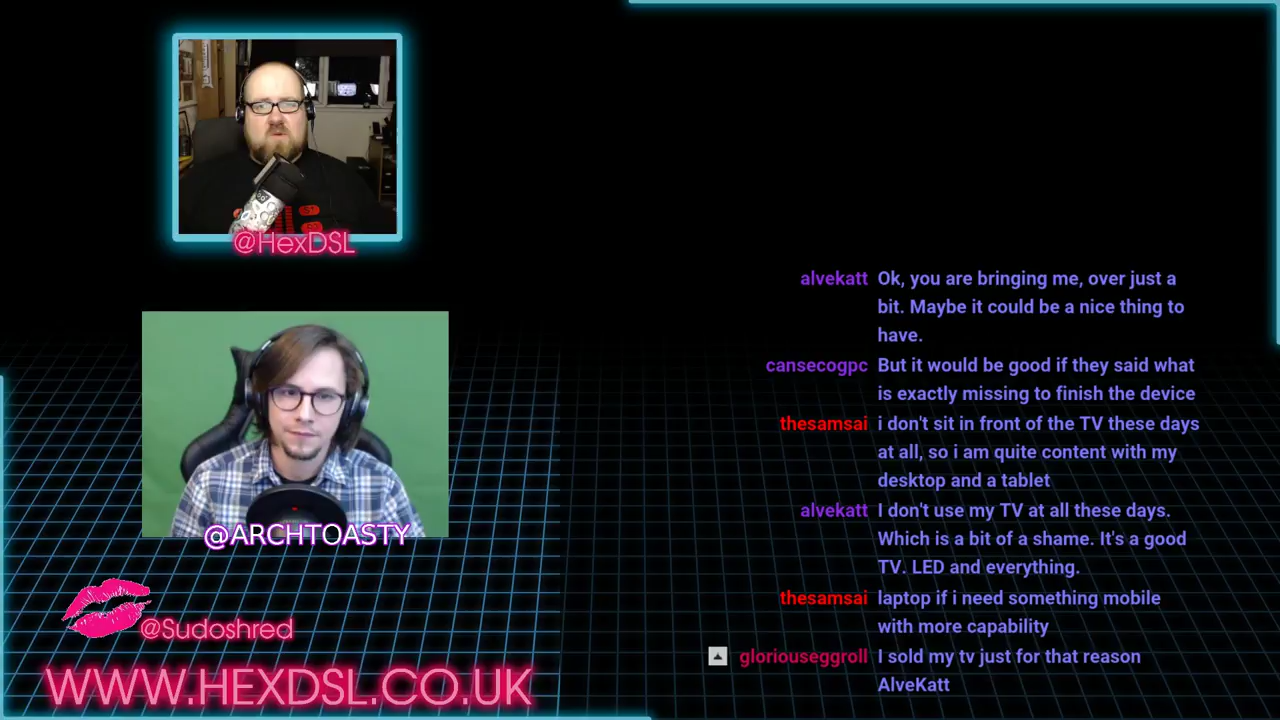 @HexDSL
@ARCHTOASTY
@Sudoshred
WWW.HEXDSL.CO.UK
alvekatt Ok, you are bringing me, over just a
bit. Maybe it could be a nice thing to
have.
cansecogpc But it would be good if they said what
is exactly missing to finish the device
thesamsai i don't sit in front of the TV these days
at all, so i am quite content with my
desktop and a tablet
alvekatt I don't use my TV at all these days.
Which is a bit of a shame. It's a good
TV. LED and everything.
thesamsai laptop if i need something mobile
with more capability
gloriouseggroll I sold my tv just for that reason
AlveKatt